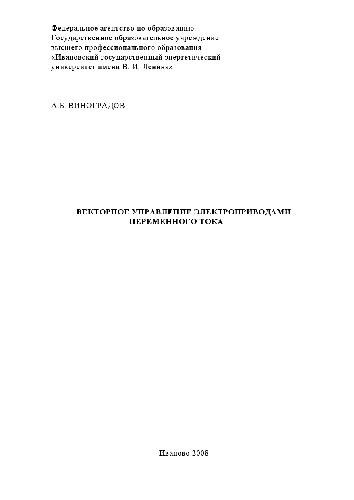 Федеральное агентство по образованию
Государственное образовательное учреждение
высшего профессионального образования
«Ивановский государственный энергетический
университет имени В. И. Ленина»
А.Б. ВИНОГРАДОВ
ВЕКТОРНОЕ УПРАВЛЕНИЕ ЭЛЕКТРОПРИВОДАМИ
ПЕРЕМЕННОГО ТОКА
Иваново 2008